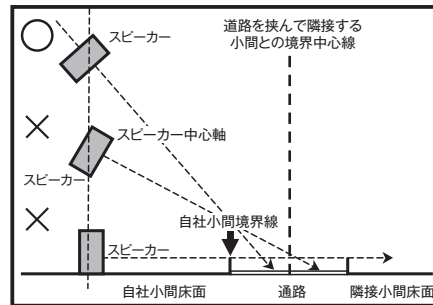 スピーカー
道路を挟んで隣接する
小間との境界中心線
スピーカー中心軸
スピーカー
自社小間境界線
スピーカー
自社小間床面
通路
隣接小間床面